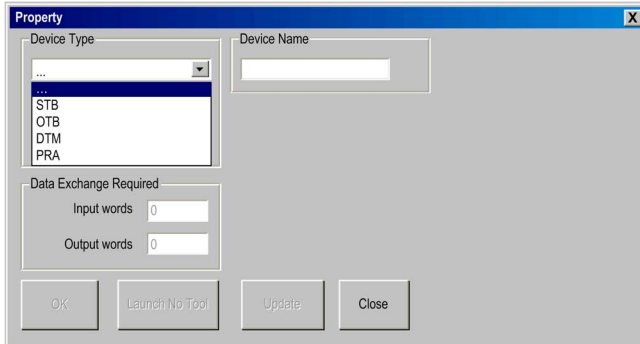 Property X
Device Type
Device Name
...
...
STB
OTB
DTM
PRA
Data Exchange Required
Input words 0
Output words 0
OK Launch No Tool Update Close